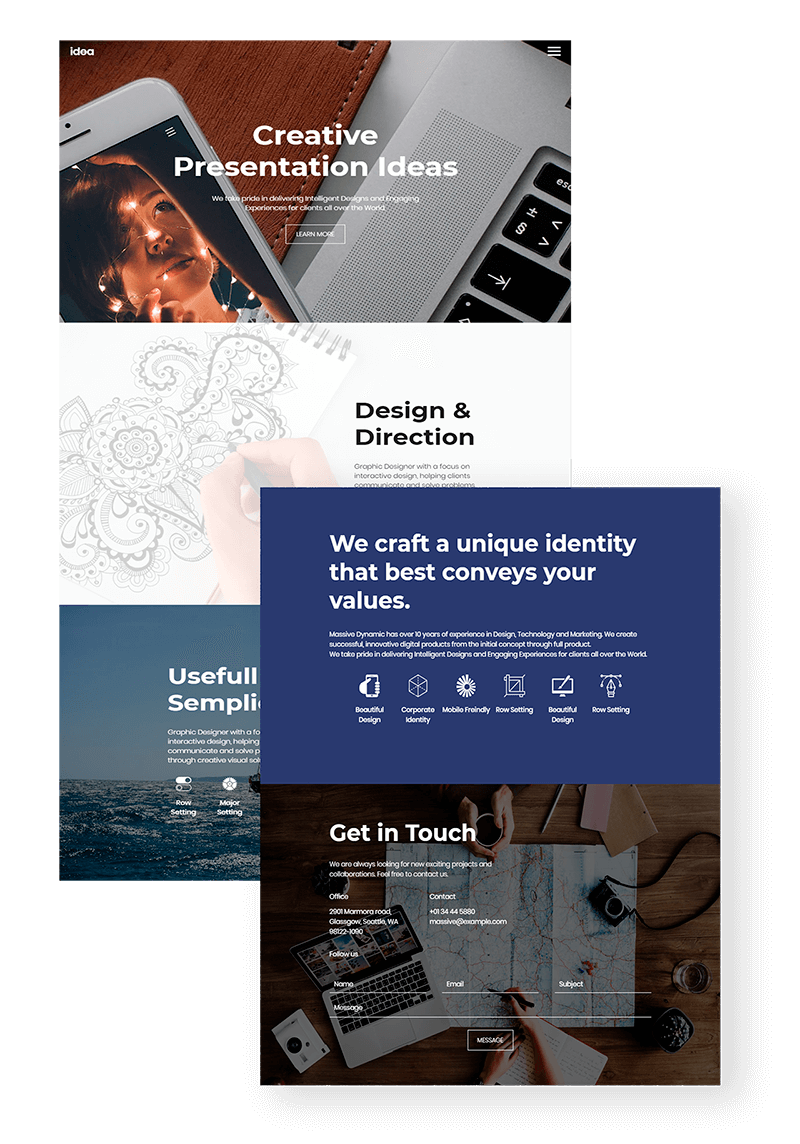 idea
Creative
Presentation Ideas
We take pride in delivering Intelligent Designs and Engaging
Experiences for clients all over the World.
LEARN MORE
esc
±
§
>
<
Design &
Direction
Graphic Designer with a focus on
interactive design, helping clients
communicate and solve problems
Usefull
Semplic
Graphic Designer with a fo
interactive design, helping
communicate and solve p
through creative visual sol
Row
Setting
Major
Setting
We craft a unique identity
that best conveys your
values.
Massive Dynamic has over 10 years of experience in Design, Technology and Marketing. We create
successful, innovative digital products from the initial concept through full product.
We take pride in delivering Intelligent Designs and Engaging Experiences for clients all over the World.
Beautiful
Design
Corporate
Identity
Mobile Freindly
Row Setting
Beautiful
Design
Row Setting
Get in Touch
We are always looking for new exciting projects and
collaborations. Feel free to contact us.
Office
2901 Marmora road,
Glassgow, Seattle, WA
98122-1090
Contact
+01 34 44 5880
massive@example.com
Follow us
Name
Email
Subject
Message
MESSAGE